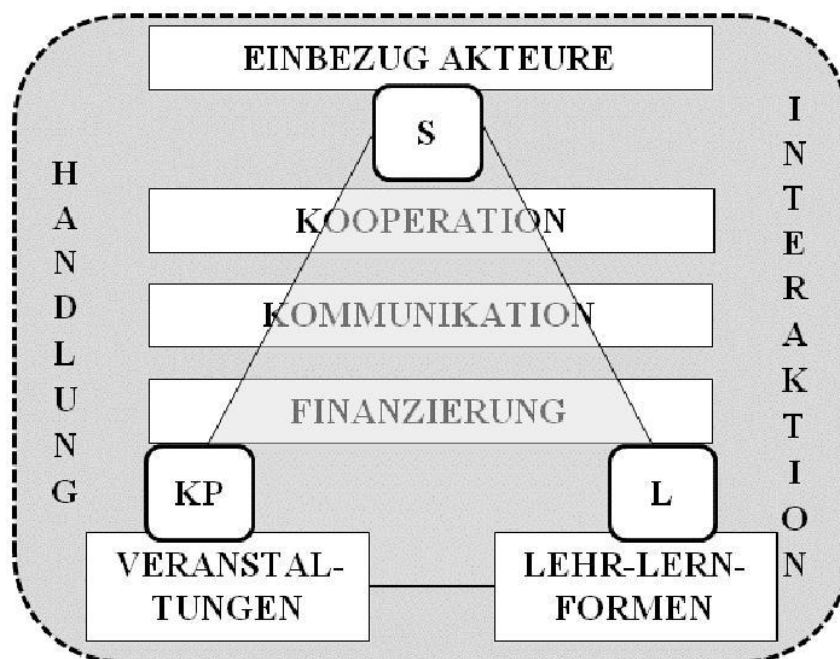 EINBEZUG AKTEURE
S
HANDLUNG
INTERAKTION
KOOPERATION
KOMMUNIKATION
FINANZIERUNG
KP
L
VERANSTAL-
TUNGEN
LEHR-LERN-
FORMEN